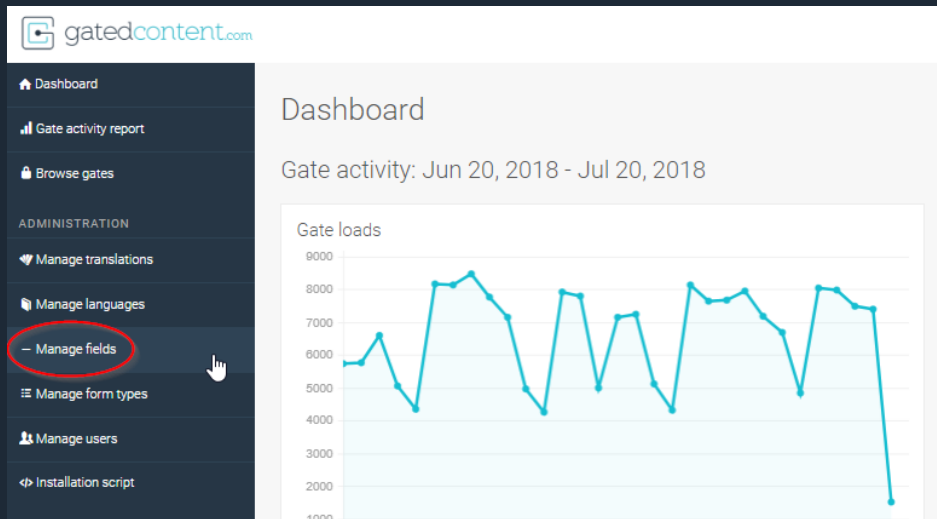 gatedcontent.com
Dashboard
Gate activity report
Browse gates
ADMINISTRATION
Manage translations
Manage languages
Manage fields
Manage form types
Manage users
Installation script
Dashboard
Gate activity: Jun 20, 2018 - Jul 20, 2018
Gate loads
9000
8000
7000
6000
5000
4000
3000
2000
1000